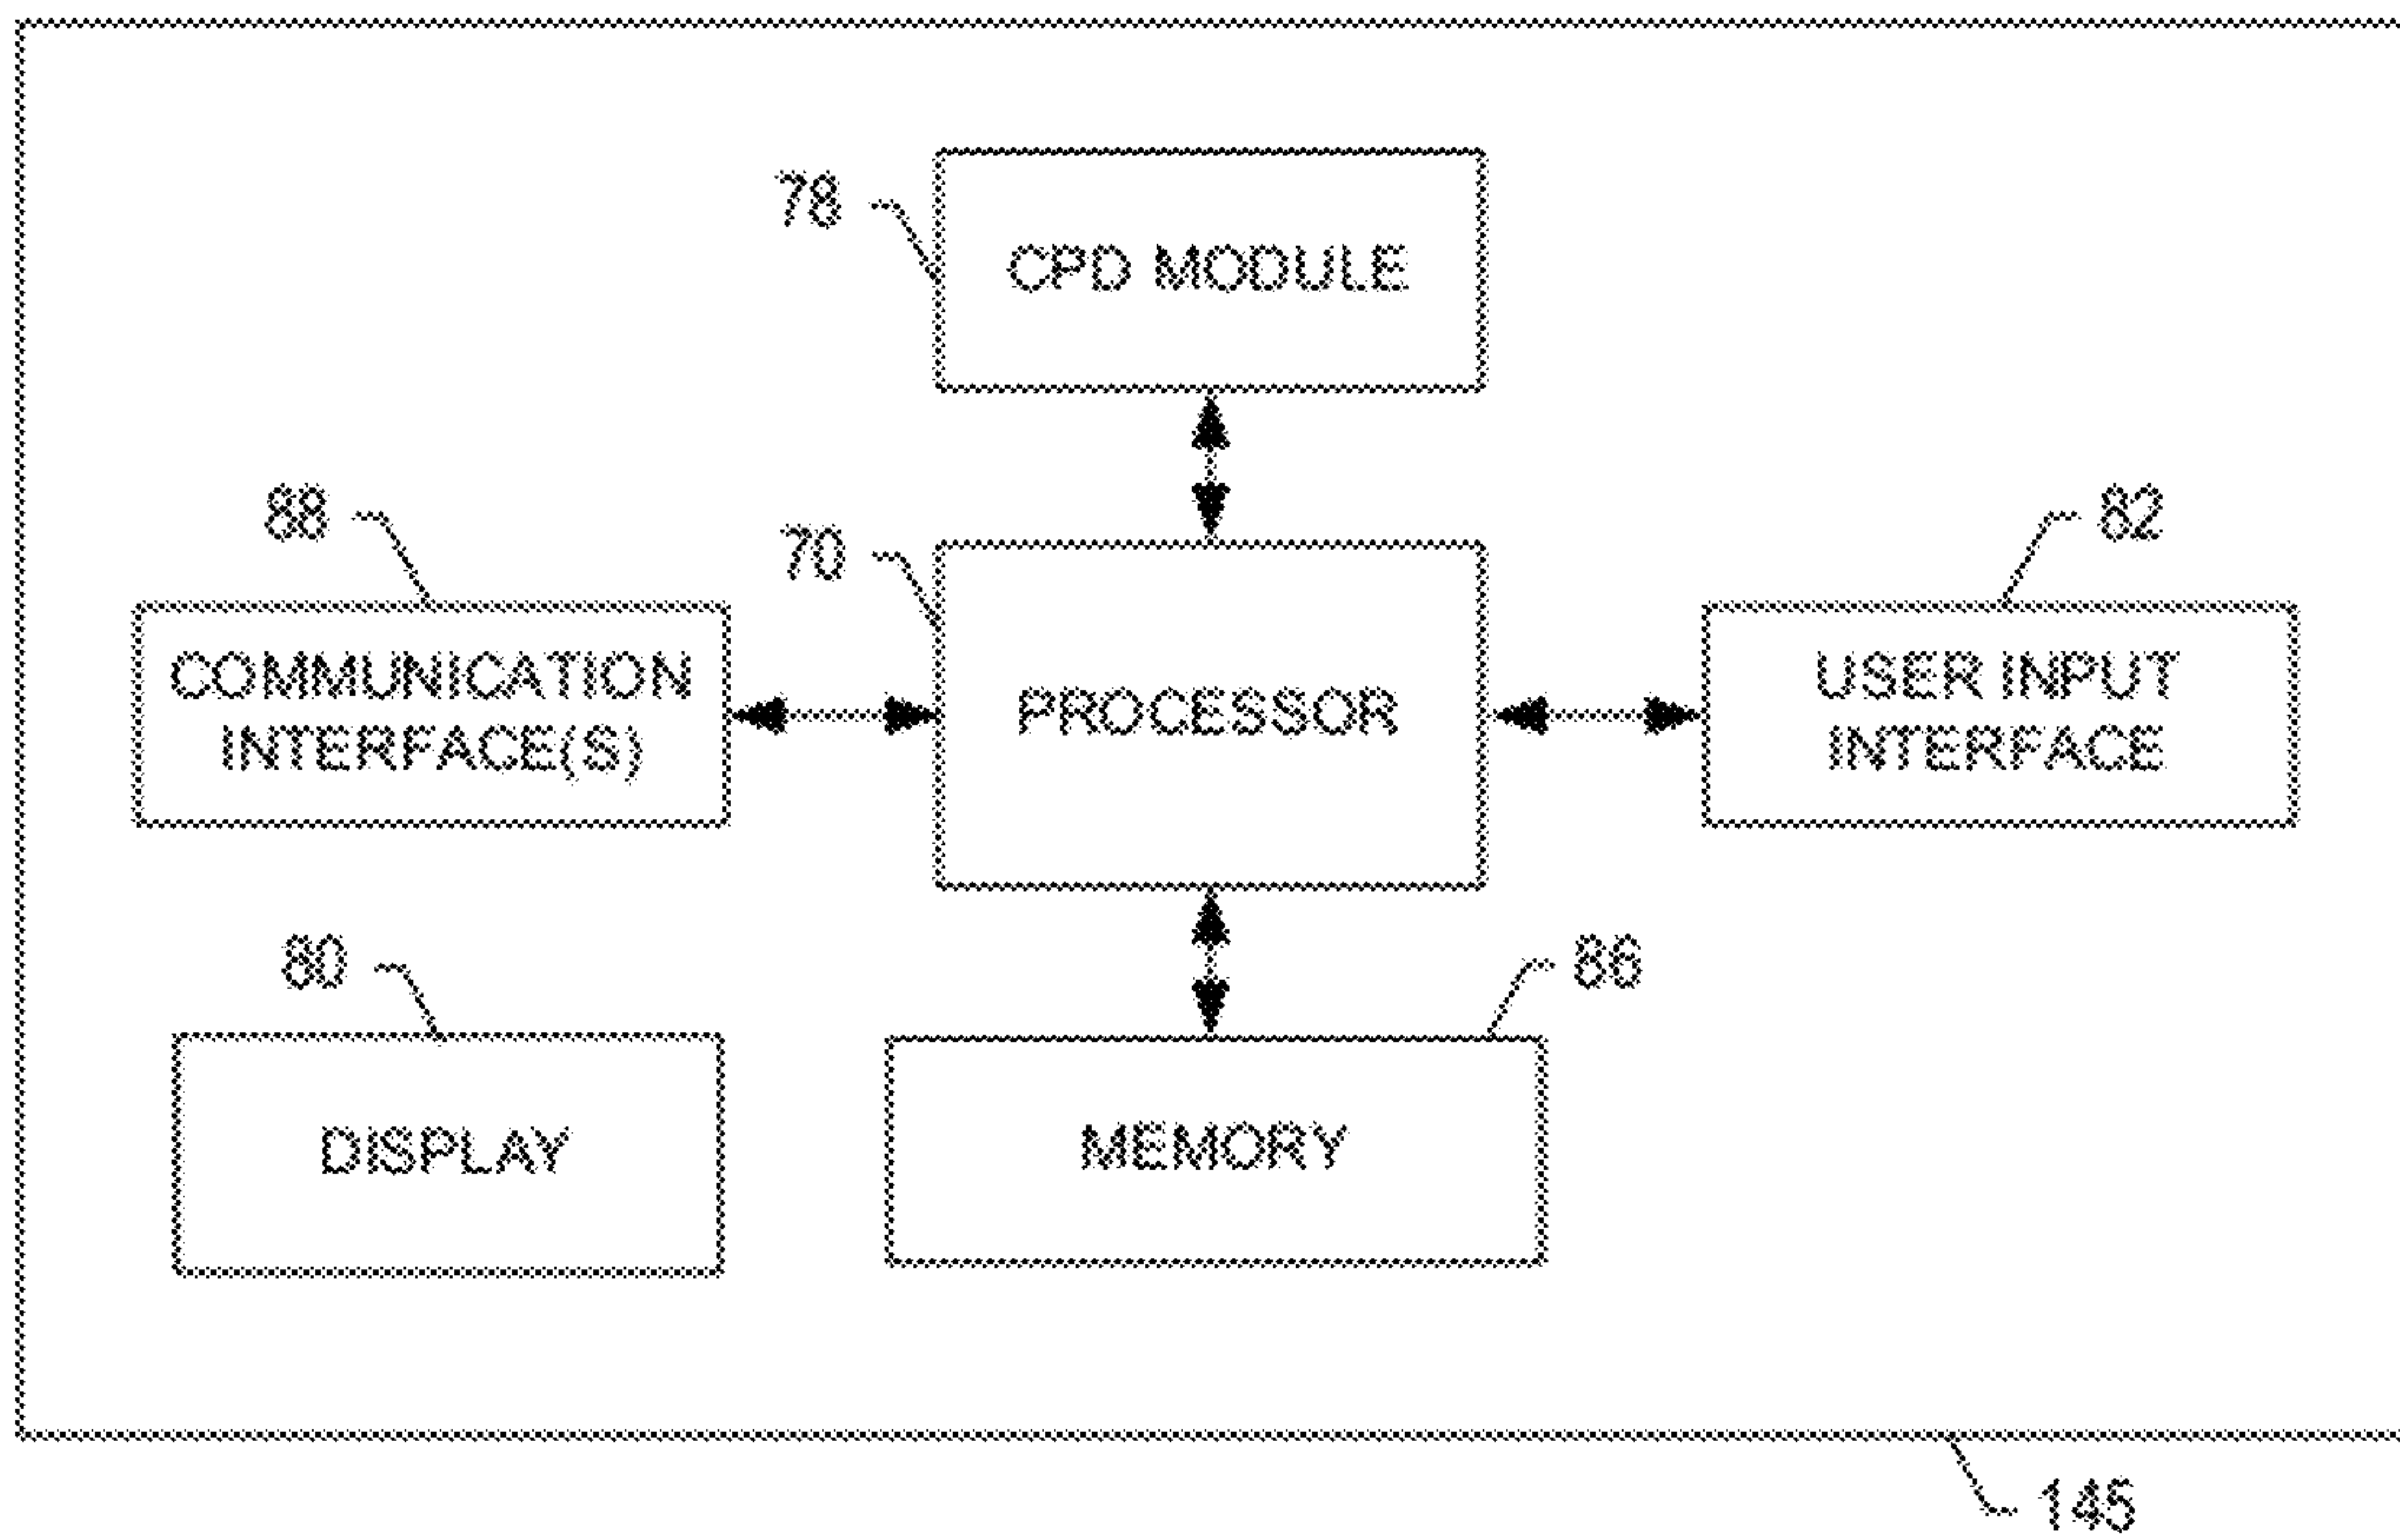 78
CPD MODULE
88
70
82
COMMUNICATION
INTERFACE(S)
PROCESSOR
USER INPUT
INTERFACE
80
86
DISPLAY
MEMORY
145